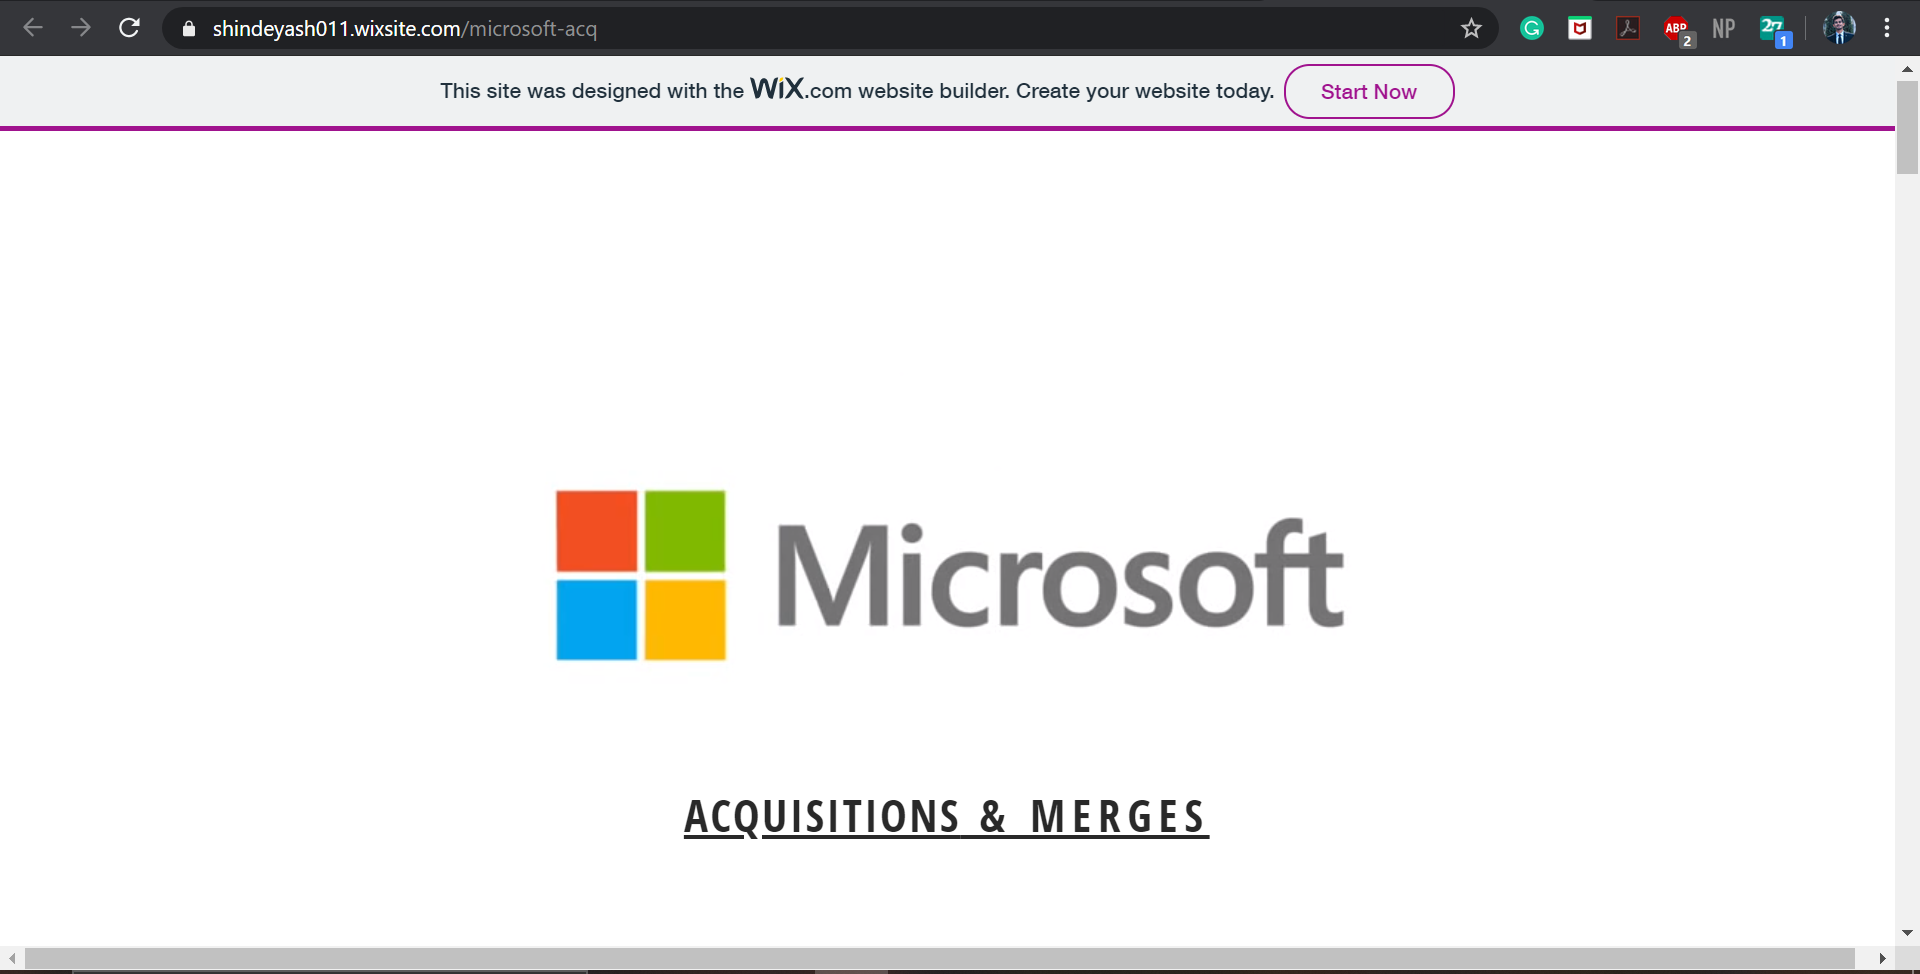 shindeyash011.wixsite.com/microsoft-acq
ABP
2
NP
27
1
This site was designed with the WiX.com website builder. Create your website today.
Start Now
Microsoft
ACQUISITIONS & MERGES